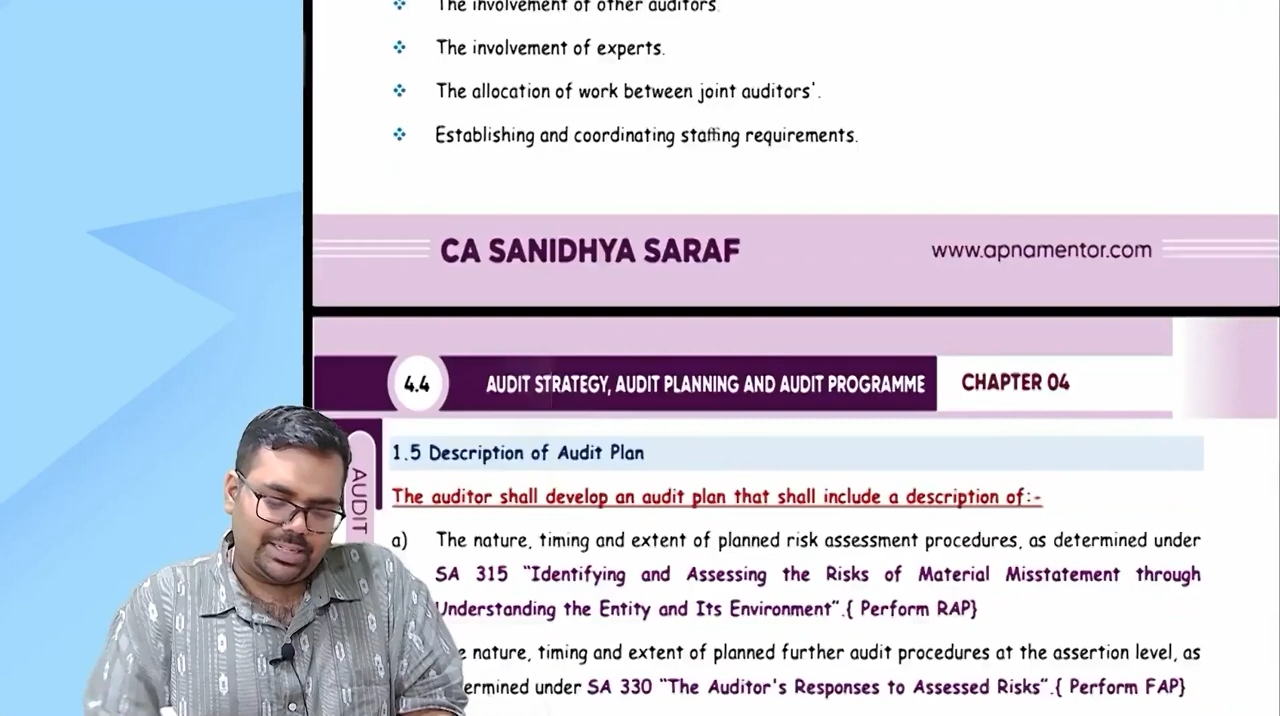 The involvement of other auditors.
The involvement of experts.
The allocation of work between joint auditors'.
Establishing and coordinating staffing requirements.
CA SANIDHYA SARAF
www.apnamentor.com
4.4
AUDIT STRATEGY, AUDIT PLANNING AND AUDIT PROGRAMME
CHAPTER 04
AUDIT
1.5 Description of Audit Plan
The auditor shall develop an audit plan that shall include a description of:-
a) The nature, timing and extent of planned risk assessment procedures, as determined under
SA 315 “Identifying and Assessing the Risks of Material Misstatement through
Understanding the Entity and Its Environment”.{ Perform RAP}
nature, timing and extent of planned further audit procedures at the assertion level, as
under SA 330 “The Auditor's Responses to Assessed Risks”.{ Perform FAP}